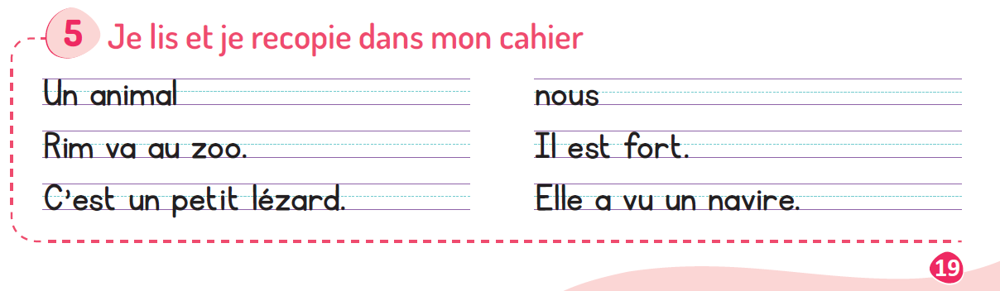 5 Je lis et je recopie dans mon cahier
Un animal
Rim va au zoo.
C'est un petit lézard.
nous
Il est fort.
Elle a vu un navire.
19